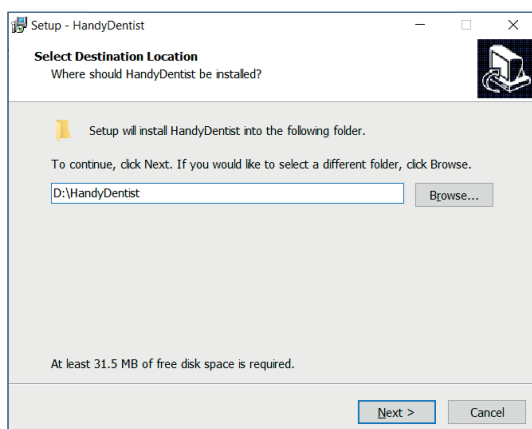 Setup - HandyDentist
Select Destination Location
Where should HandyDentist be installed?
Setup will install HandyDentist into the following folder.
To continue, click Next. If you would like to select a different folder, click Browse.
D:\HandyDentist
Browse...
At least 31.5 MB of free disk space is required.
Next >
Cancel